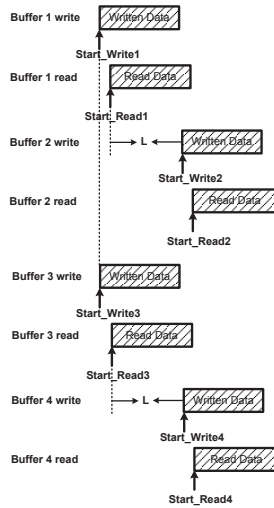 Buffer 1 write Written Data
Start_Write1
Buffer 1 read Read Data
Start_Read1
Buffer 2 write L Written Data
Start_Write2
Buffer 2 read Read Data
Start_Read2
Buffer 3 write Written Data
Start_Write3
Buffer 3 read Read Data
Start_Read3
Buffer 4 write L Written Data
Start_Write4
Buffer 4 read Read Data
Start_Read4